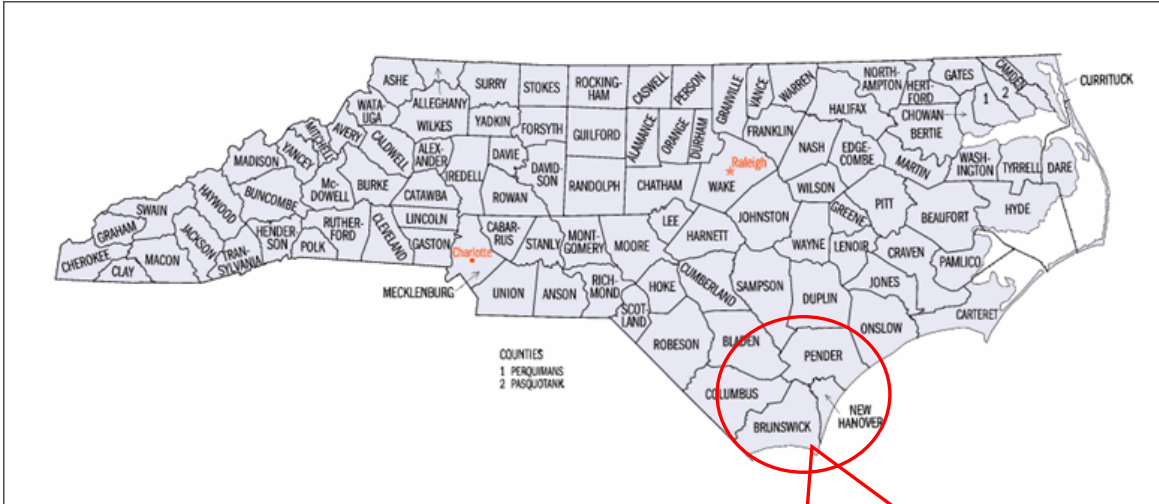 ASHE
ALLEGHANY
SURRY
STOKES
ROCKING-
HAM
CASWELL
PERSON
GRANVILLE
VANCE
WARREN
NORTH-
AMPTON
HERT-
FORD
GATES
CAMDEN
CURRITUCK
1
2
WATA-
UGA
WILKES
YADKIN
FORSYTH
GUILFORD
ALAMANCE
ORANGE
DURHAM
FRANKLIN
HALIFAX
CHOWAN
BERTIE
MITCHELL
AVERY
CALDWELL
ALEX-
ANDER
IREDELL
DAVIE
DAVID-
SON
RANDOLPH
CHATHAM
Raleigh
WAKE
NASH
EDGE-
COMBE
MARTIN
WASH-
INGTON
TYRRELL
DARE
MADISON
YANCEY
BUNCOMBE
Mc-
DOWELL
BURKE
CATAWBA
ROWAN
WILSON
PITT
BEAUFORT
HYDE
HAYWOOD
SWAIN
GRAHAM
CHEROKEE
CLAY
MACON
JACKSON
TRAN-
SYLVANIA
HENDER
SON
POLK
RUTHER-
FORD
CLEVELAND
LINCOLN
GASTON
Charlotte
MECKLENBURG
CABAR-
RUS
STANLY
MONT-
GOMERY
MOORE
LEE
HARNETT
JOHNSTON
GREENE
WAYNE
LENOIR
CRAVEN
PAMLICO
UNION
ANSON
RICH-
MOND
SCOT-
LAND
HOKE
CUMBERLAND
SAMPSON
DUPLIN
JONES
ONSLOW
CARTERET
ROBESON
BLADEN
PENDER
COLUMBUS
BRUNSWICK
NEW
HANOVER
COUNTIES
1 PERQUIMANS
2 PASQUOTANK